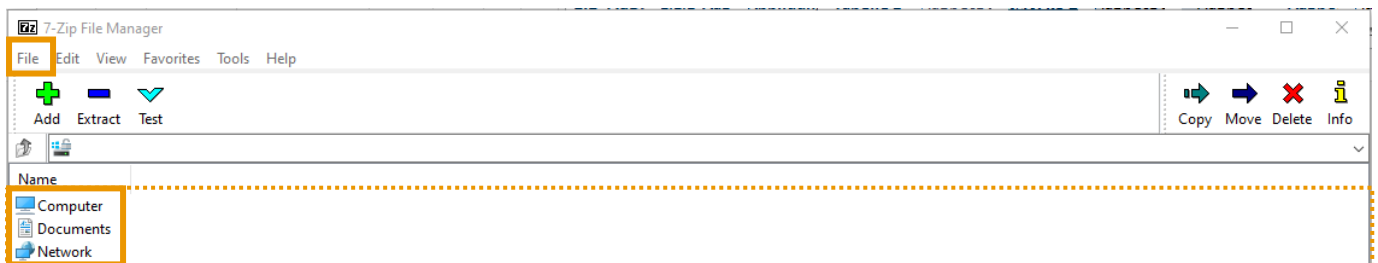 7-Zip File Manager
File Edit View Favorites Tools Help
Add Extract Test
Copy Move Delete Info
Name
Computer
Documents
Network